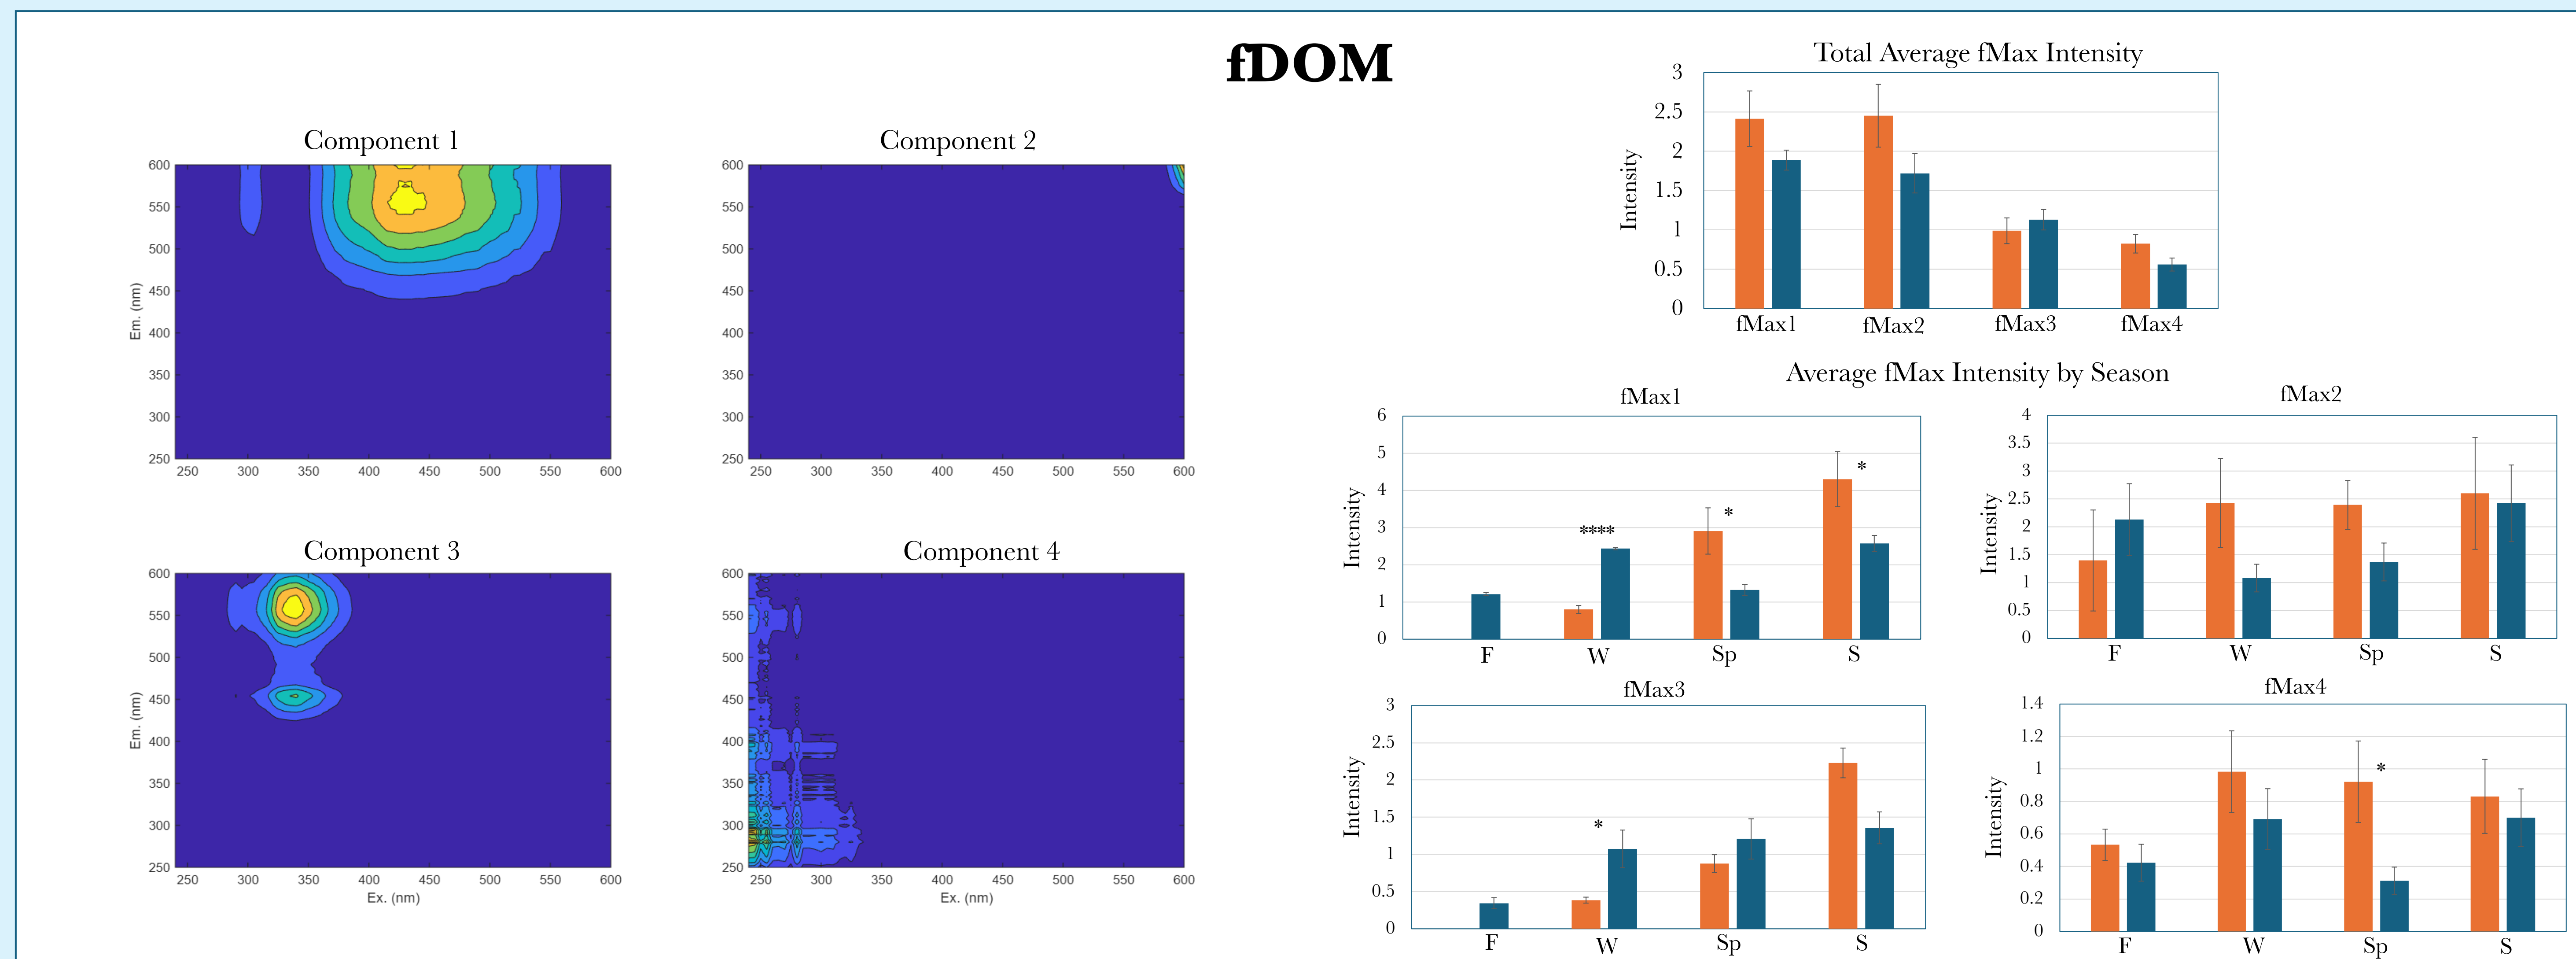 fDOM
Component 1
600
550
500
450
400
350
300
250
Em. (nm)
250 300 350 400 450 500 550 600
Component 2
600
550
500
450
400
350
300
250
250 300 350 400 450 500 550 600
Component 3
600
550
500
450
400
350
300
250
Em. (nm)
250 300 350 400 450 500 550 600
Ex. (nm)
Component 4
600
550
500
450
400
350
300
250
250 300 350 400 450 500 550 600
Ex. (nm)
Total Average fMax Intensity
3
2.5
2
1.5
1
0.5
0
Intensity
fMax1 fMax2 fMax3 fMax4
Average fMax Intensity by Season
fMax1
6
5
4
3
2
1
0
Intensity
**** * *
F W Sp S
fMax2
4
3.5
3
2.5
2
1.5
1
0.5
0
Intensity
F W Sp S
fMax3
3
2.5
2
1.5
1
0.5
0
Intensity
*
F W Sp S
fMax4
1.4
1.2
1
0.8
0.6
0.4
0.2
0
Intensity
*
F W Sp S